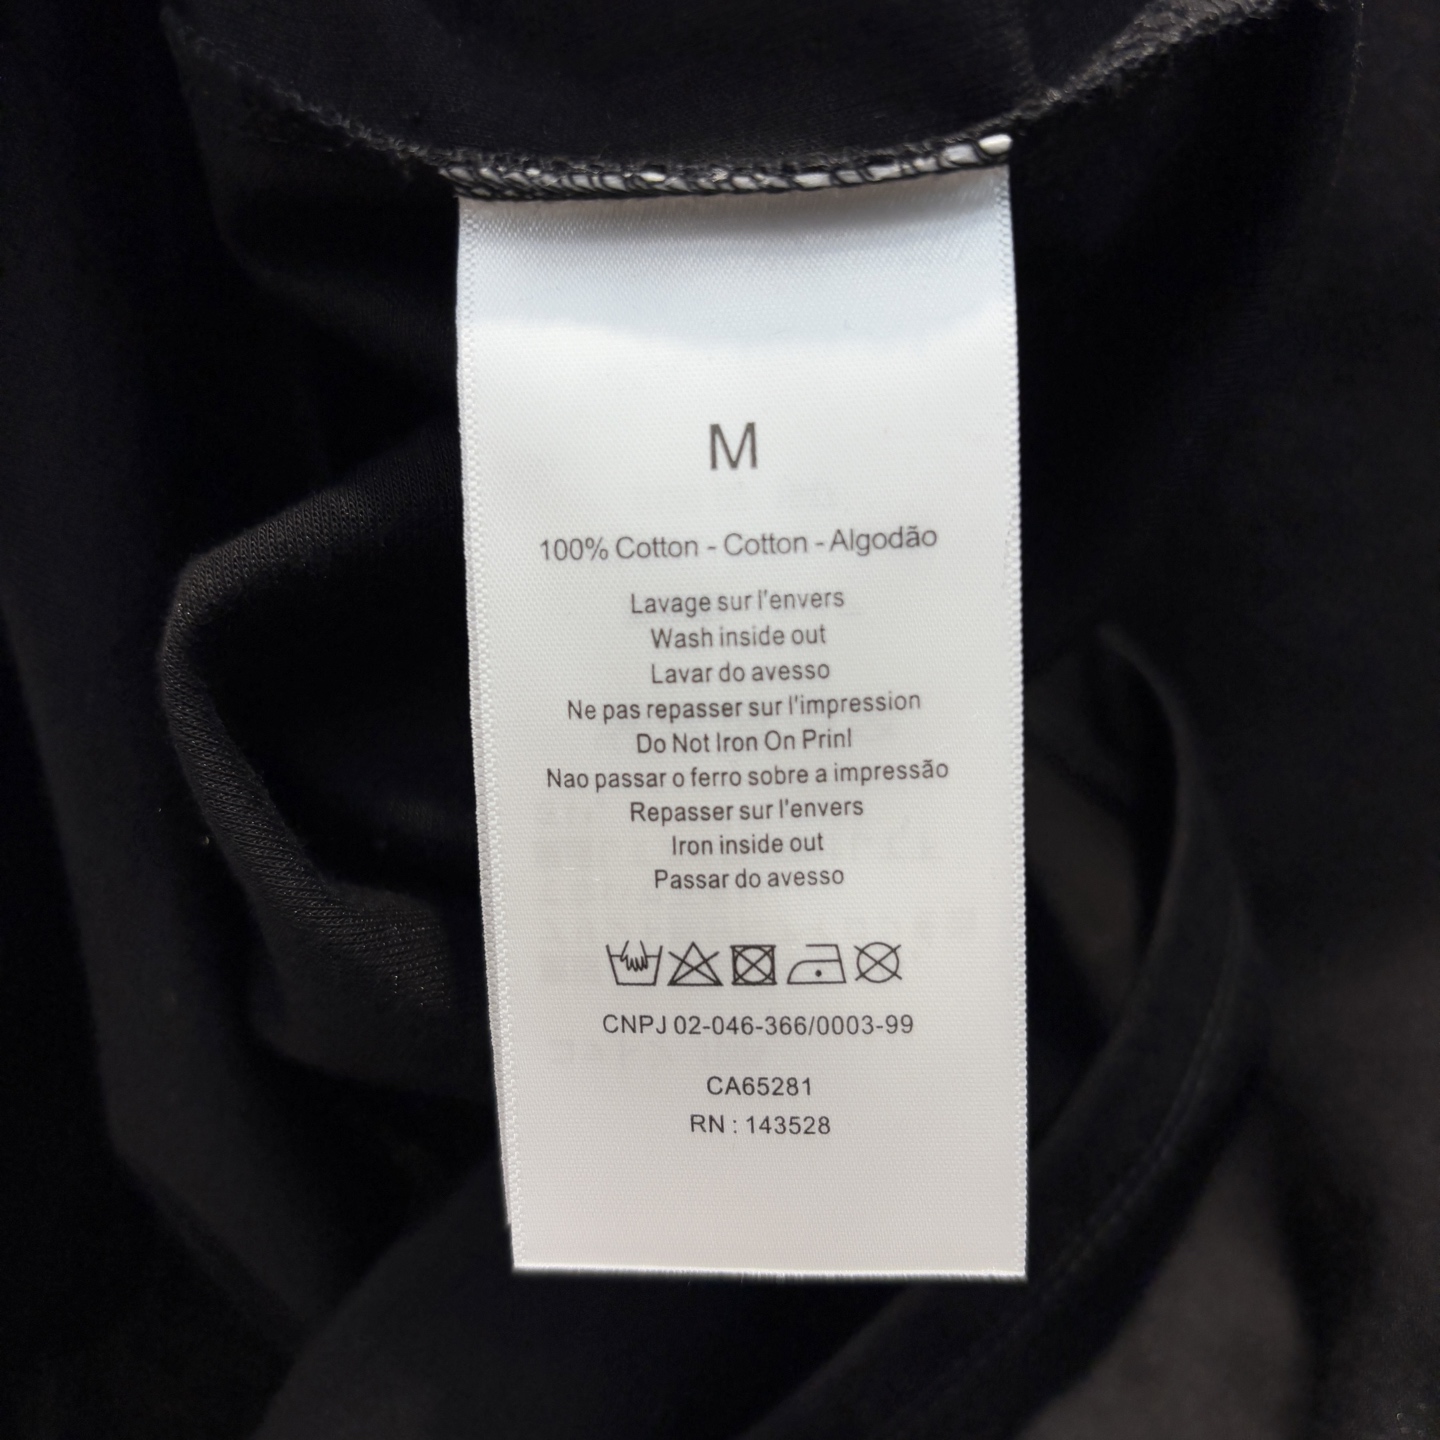 M
100% Cotton - Cotton - Algodão
Lavage sur l'envers
Wash inside out
Lavar do avesso
Ne pas repasser sur l'impression
Do Not Iron On Prinl
Nao passar o ferro sobre a impressão
Repasser sur l'envers
Iron inside out
Passar do avesso
CNPJ 02-046-366/0003-99
CA65281
RN : 143528